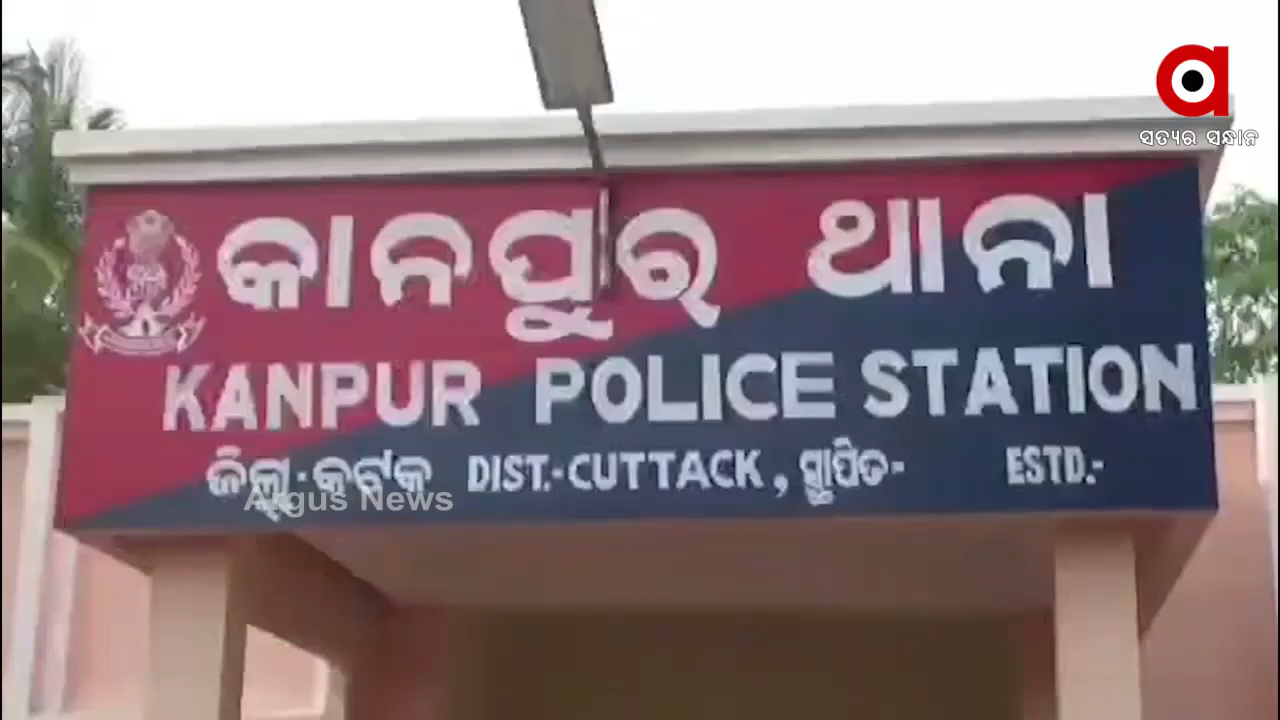 ସତ୍ୟର ସନ୍ଧାନ
କାନପୁର୍ ଥାନା
KANPUR POLICE STATION
ଜିଲ୍ଲା-କଟକ DIST.-CUTTACK, ସ୍ଥାପିତ- ESTD.-
Argus News